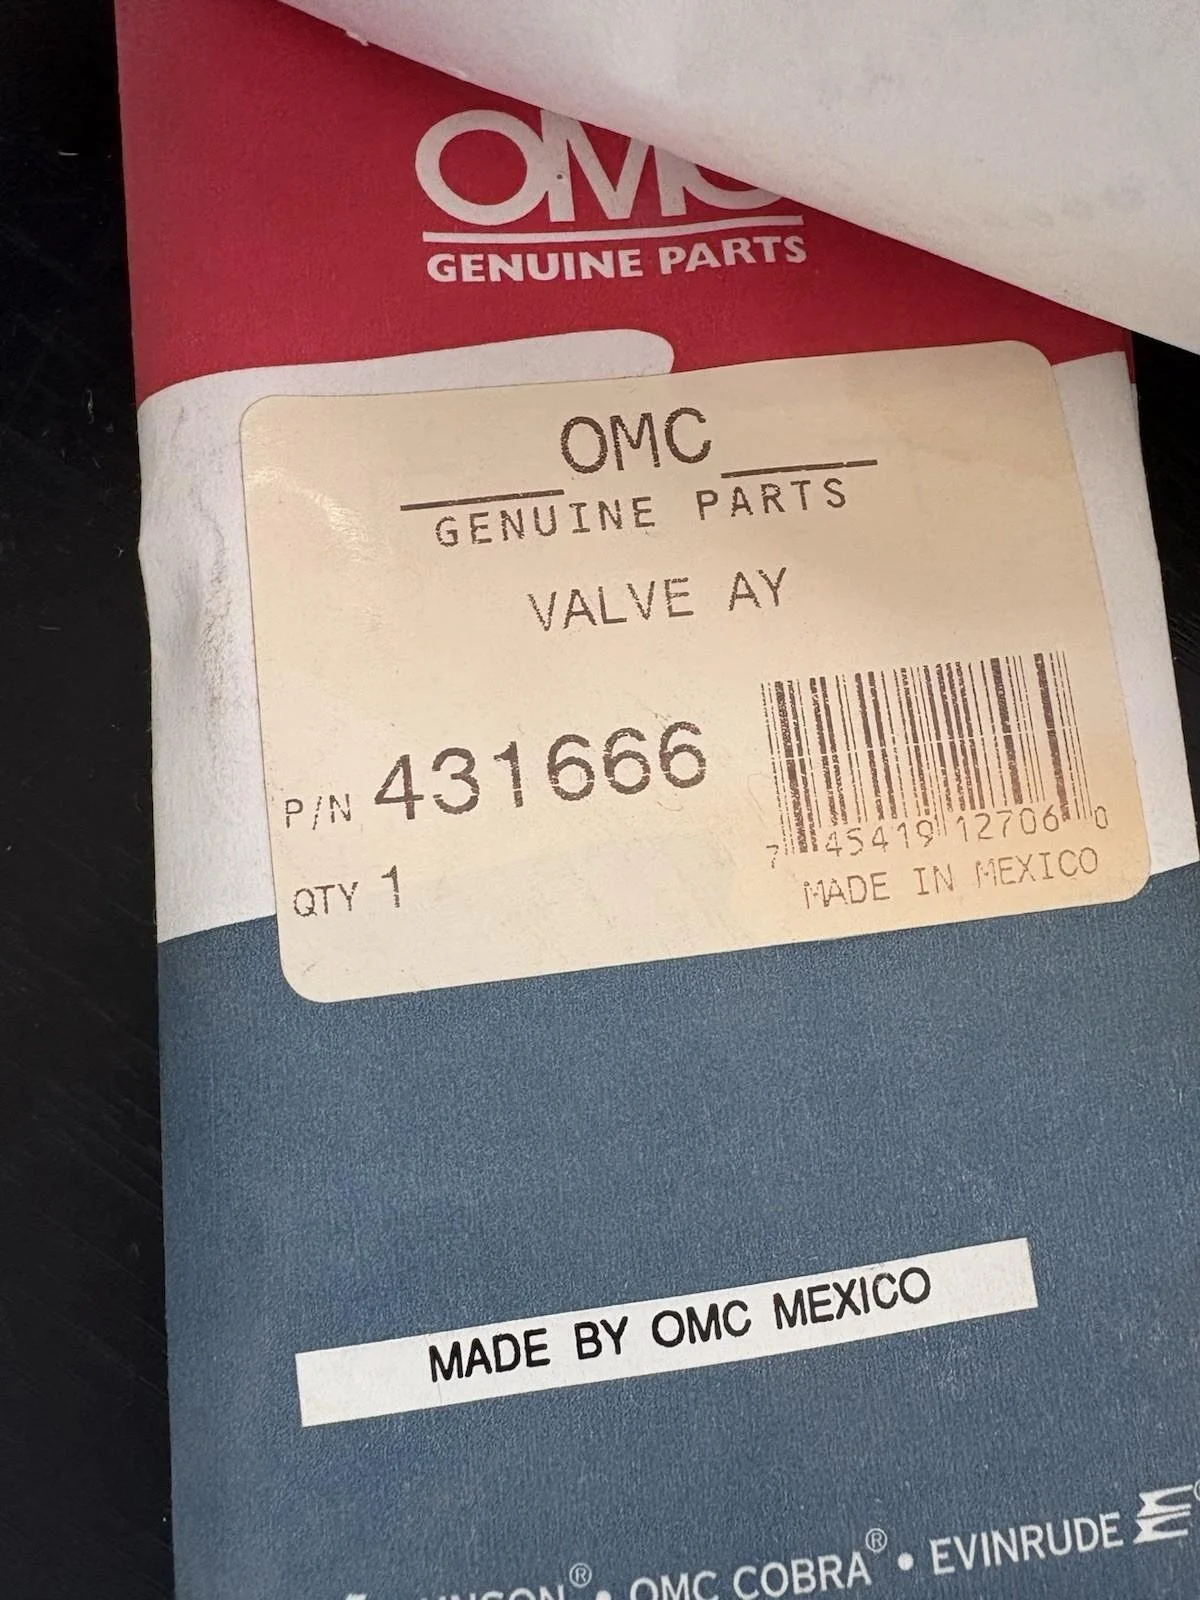 OMC
GENUINE PARTS
OMC
GENUINE PARTS
VALVE AY
P/N 431666
QTY 1
7 45419 12706 0
MADE IN MEXICO
MADE BY OMC MEXICO
® • OMC COBRA® • EVINRUDE